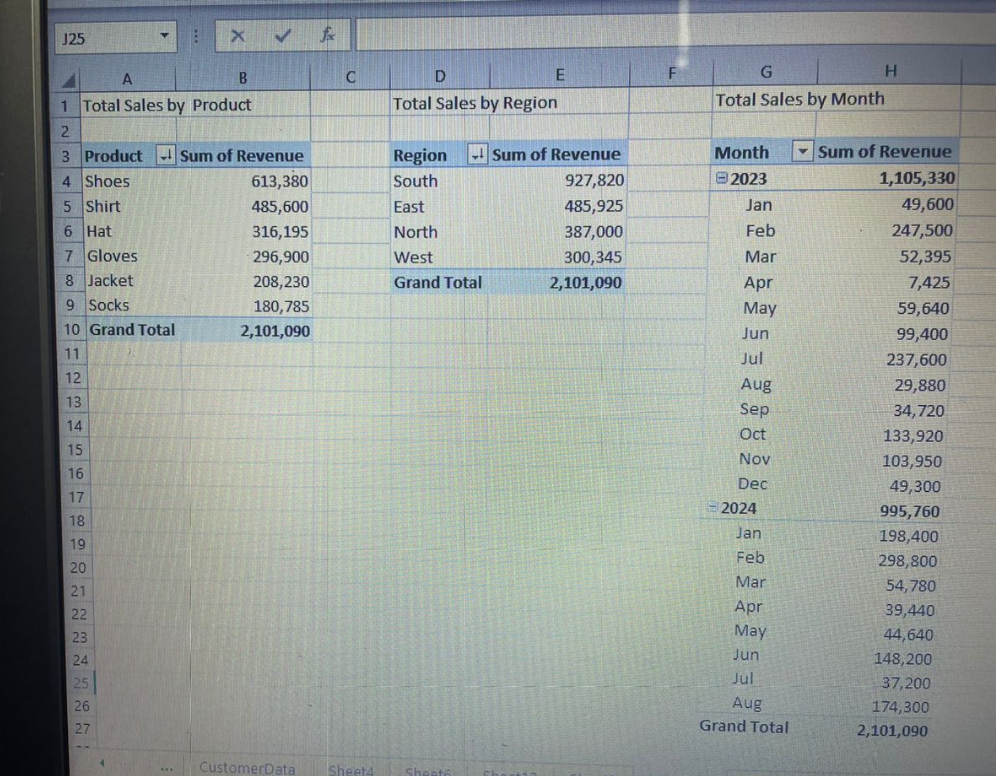 J25 fx
A B C D E F G H
1 Total Sales by Product Total Sales by Region Total Sales by Month
2
3 Product Sum of Revenue Region Sum of Revenue Month Sum of Revenue
4 Shoes 613,380 South 927,820 2023 1,105,330
5 Shirt 485,600 East 485,925 Jan 49,600
6 Hat 316,195 North 387,000 Feb 247,500
7 Gloves 296,900 West 300,345 Mar 52,395
8 Jacket 208,230 Grand Total 2,101,090 Apr 7,425
9 Socks 180,785 May 59,640
10 Grand Total 2,101,090 Jun 99,400
11 Jul 237,600
12 Aug 29,880
13 Sep 34,720
14 Oct 133,920
15 Nov 103,950
16 Dec 49,300
17 2024 995,760
18 Jan 198,400
19 Feb 298,800
20 Mar 54,780
21 Apr 39,440
22 May 44,640
23 Jun 148,200
24 Jul 37,200
25 Aug 174,300
26 Grand Total 2,101,090
27
... CustomerData Sheet4 Sheet6